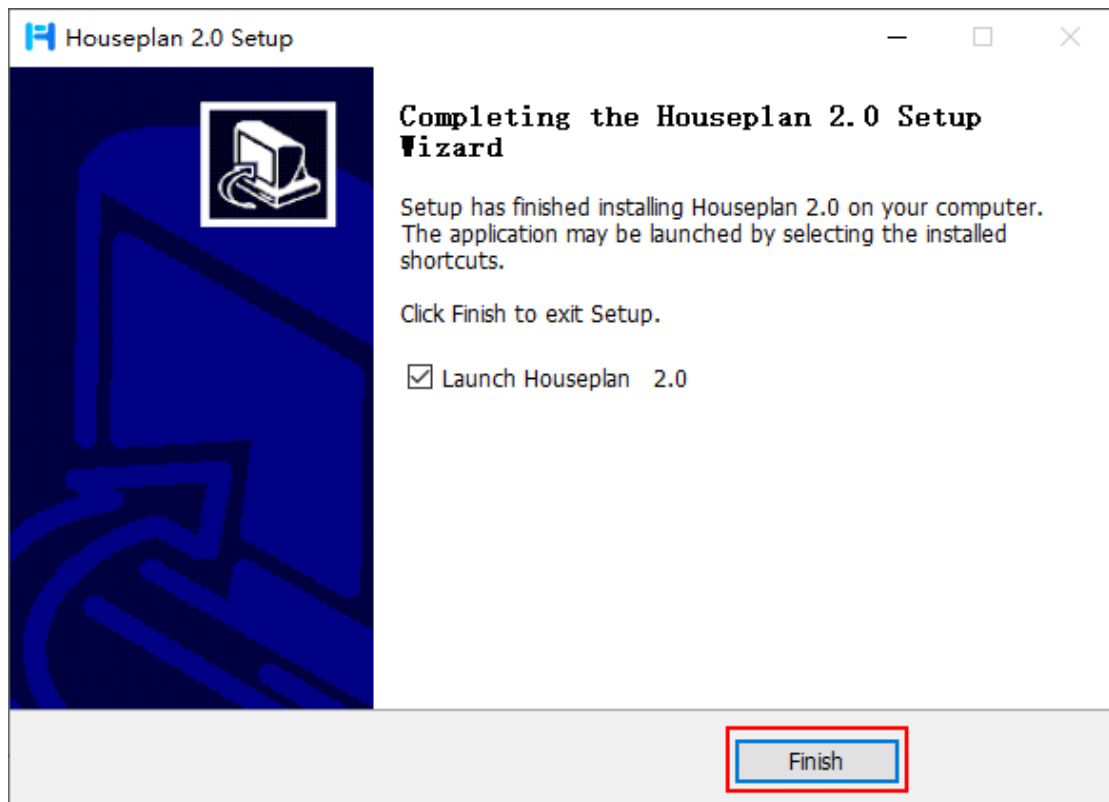 Houseplan 2.0 Setup
Completing the Houseplan 2.0 Setup
Wizard
Setup has finished installing Houseplan 2.0 on your computer.
The application may be launched by selecting the installed
shortcuts.
Click Finish to exit Setup.
Launch Houseplan 2.0
Finish